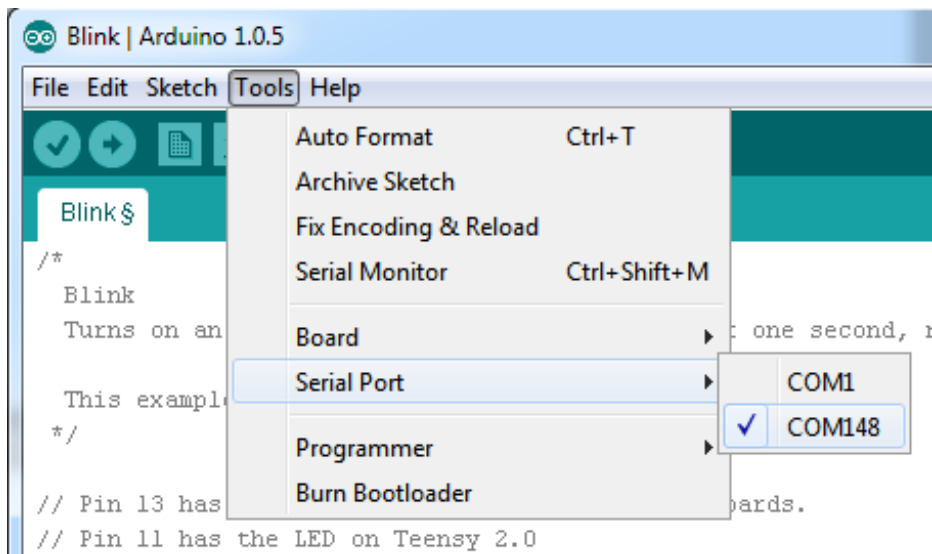 Blink | Arduino 1.0.5
File Edit Sketch Tools Help
Auto Format Ctrl+T
Archive Sketch
Fix Encoding & Reload
Serial Monitor Ctrl+Shift+M
Board
Serial Port
Programmer
Burn Bootloader
COM1
COM148
Blink §
/*
Blink
Turns on an one second,
This
*/
// Pin 13 has
// Pin 11 has the LED on Teensy 2.0